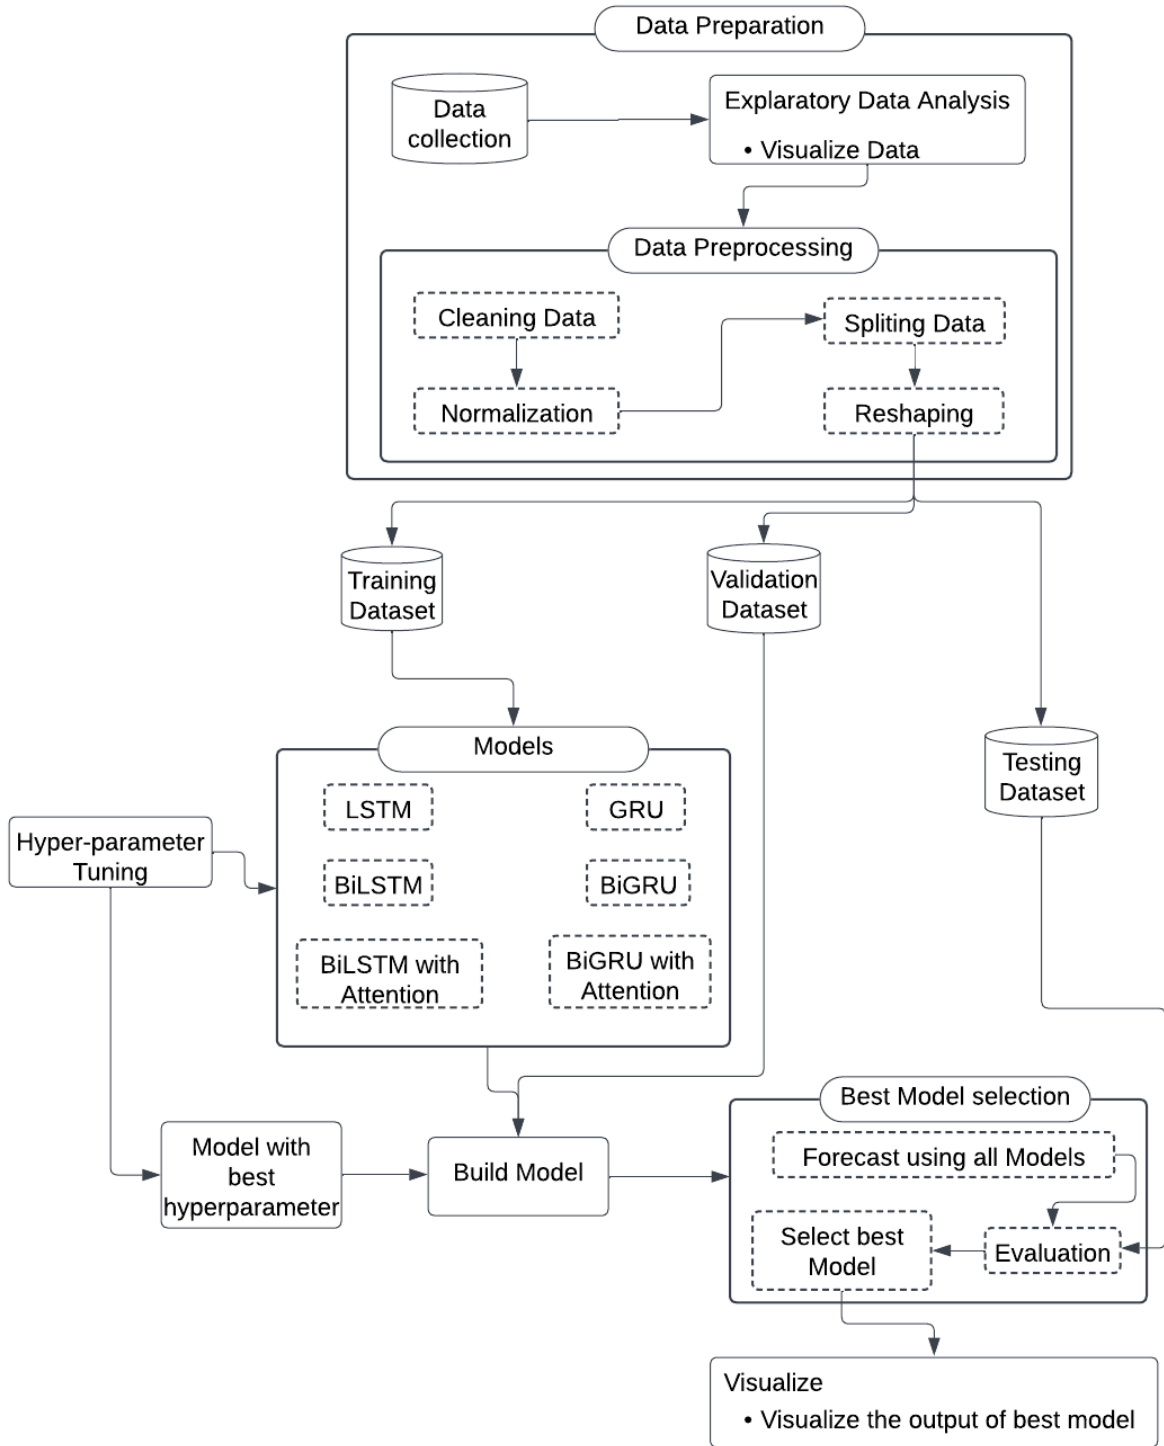 Data Preparation
Data
collection
Explaratory Data Analysis
• Visualize Data
Data Preprocessing
Cleaning Data
Spliting Data
Normalization
Reshaping
Training
Dataset
Validation
Dataset
Testing
Dataset
Models
LSTM
GRU
Hyper-parameter
Tuning
BiLSTM
BiGRU
BiLSTM with
Attention
BiGRU with
Attention
Model with
best
hyperparameter
Build Model
Best Model selection
Forecast using all Models
Select best
Model
Evaluation
Visualize
• Visualize the output of best model